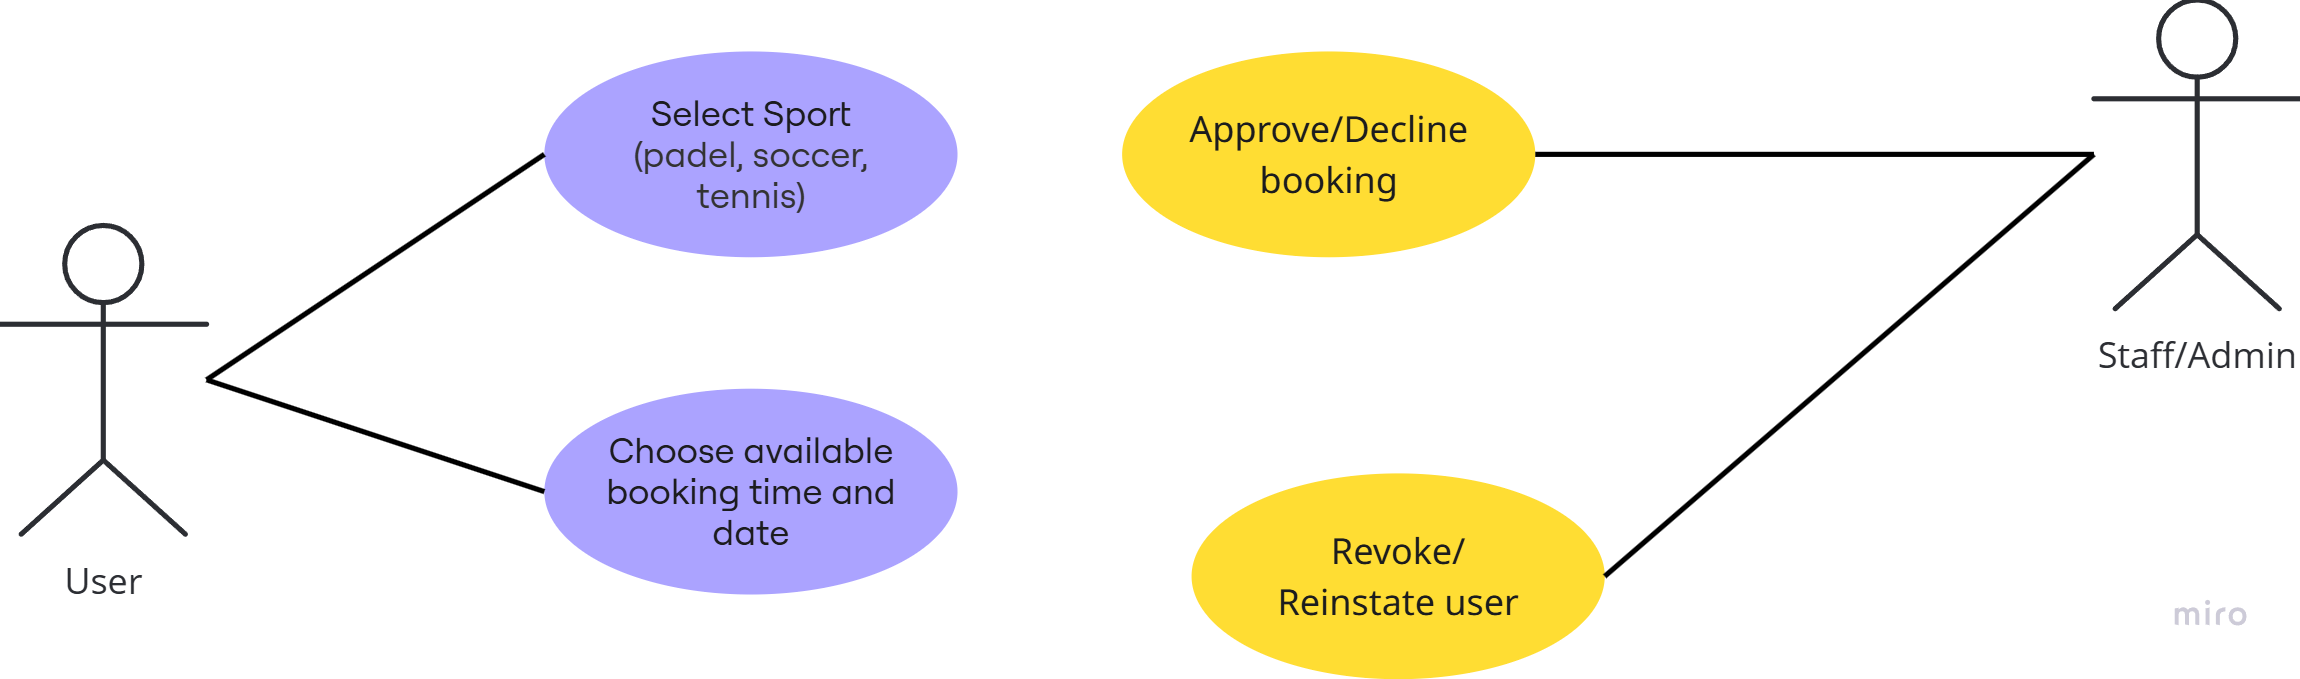 Select Sport
(padel, soccer,
tennis)
Choose available
booking time and
date
User
Approve/Decline
booking
Revoke/
Reinstate user
Staff/Admin
miro